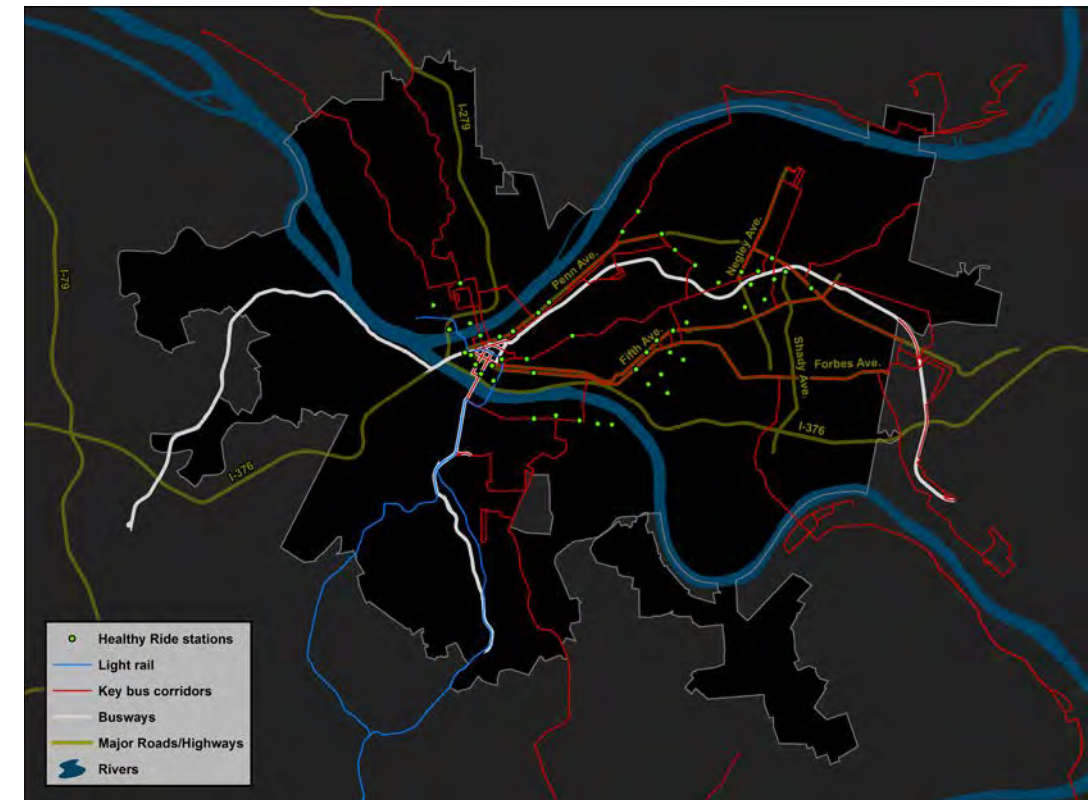 I-279
I-79
Negley Ave.
Penn Ave.
Fifth Ave.
Shady Ave.
Forbes Ave.
I-376
I-376
Healthy Ride stations
Light rail
Key bus corridors
Busways
Major Roads/Highways
Rivers